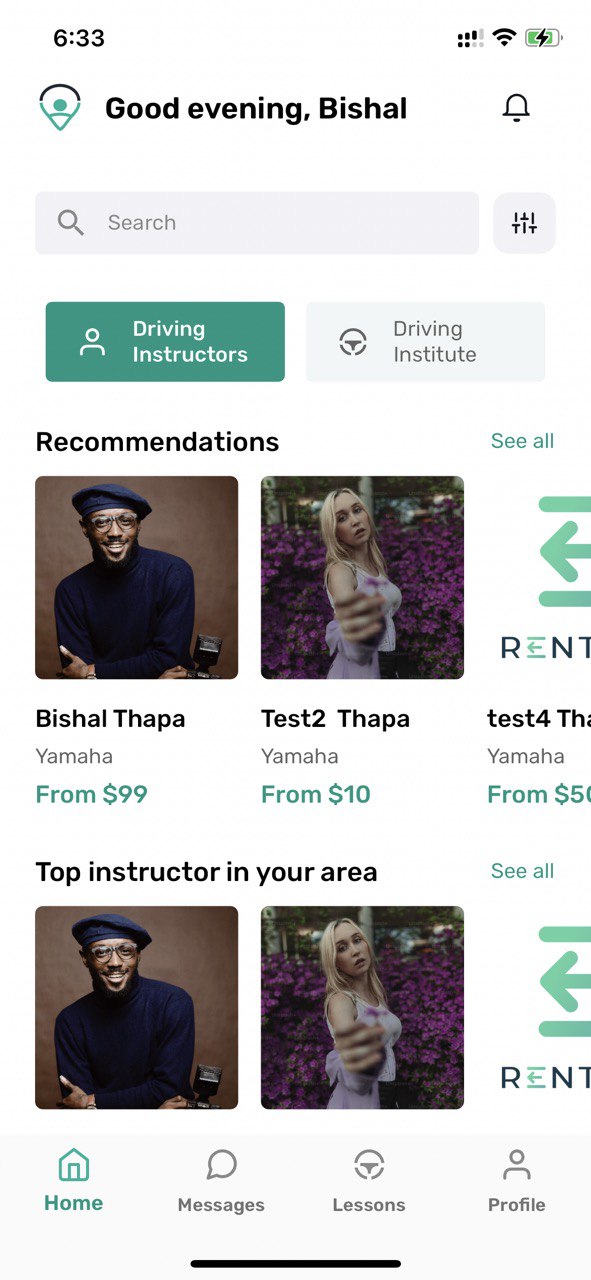 6:33
Good evening, Bishal
Search
Driving
Instructors
Driving
Institute
Recommendations
See all
RENT
Bishal Thapa
Test2  Thapa
test4 Tha
Yamaha
Yamaha
Yamaha
From $99
From $10
From $50
Top instructor in your area
See all
RENT
Home
Messages
Lessons
Profile